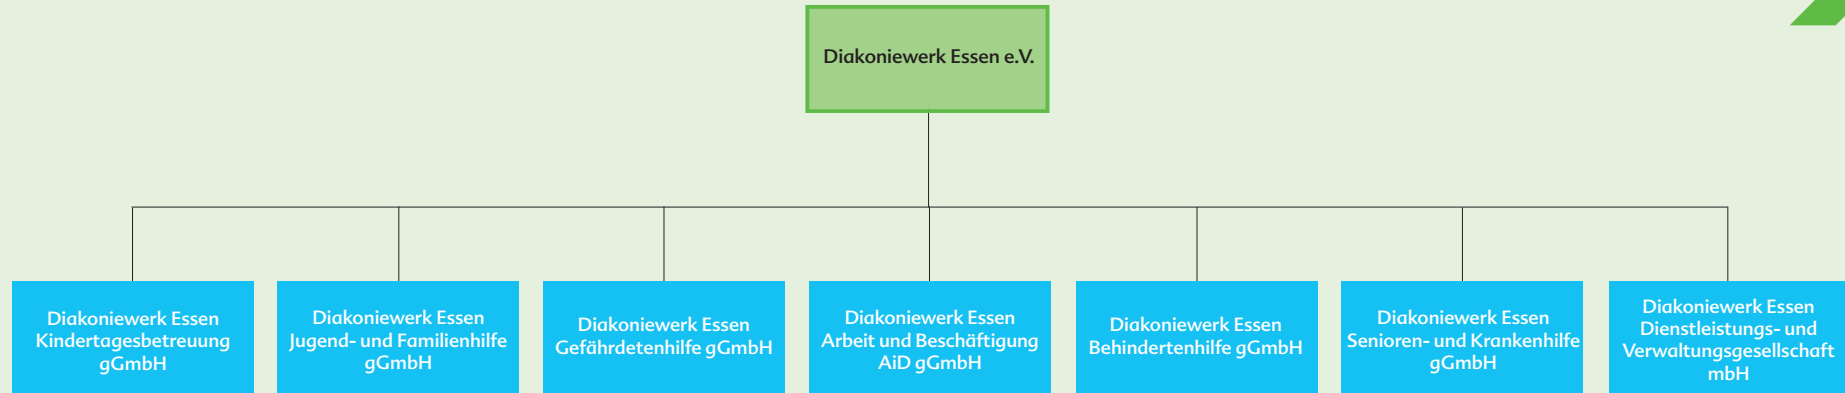 Diakoniewerk Essen e.V.
Diakoniewerk Essen
Kindertagesbetreuung
gGmbH
Diakoniewerk Essen
Jugend- und Familienhilfe
gGmbH
Diakoniewerk Essen
Gefährdetenhilfe gGmbH
Diakoniewerk Essen
Arbeit und Beschäftigung
AiD gGmbH
Diakoniewerk Essen
Behindertenhilfe gGmbH
Diakoniewerk Essen
Senioren- und Krankenhilfe
gGmbH
Diakoniewerk Essen
Dienstleistungs- und
Verwaltungsgesellschaft
mbH